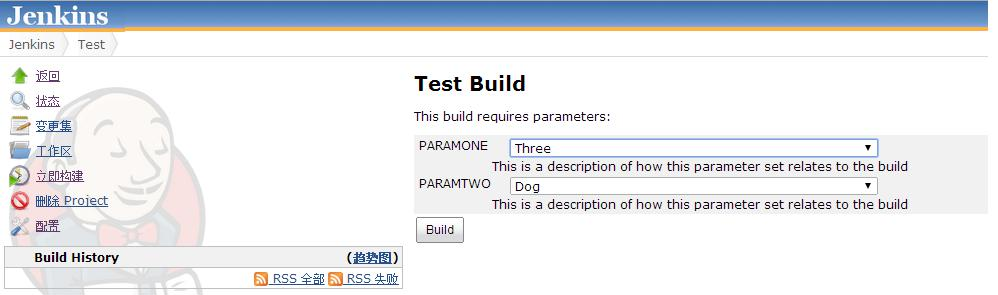 Jenkins
Jenkins Test
返回
状态
变更集
工作区
立即构建
删除 Project
配置
Build History (趋势图)
RSS 全部 RSS 失败
Test Build
This build requires parameters:
PARAMONE Three
This is a description of how this parameter set relates to the build
PARAMTWO Dog
This is a description of how this parameter set relates to the build
Build